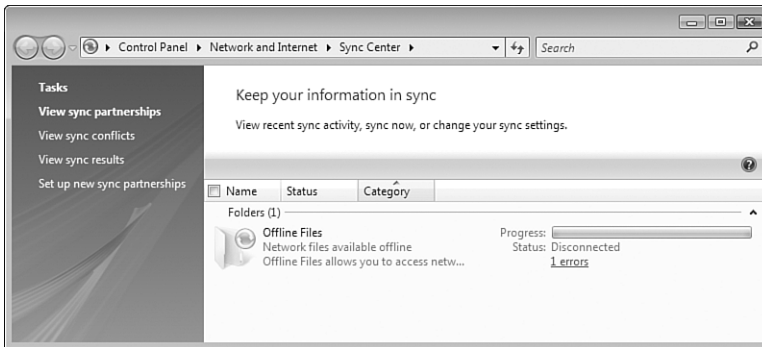 Control Panel ▸ Network and Internet ▸ Sync Center ▸
Search
Tasks
View sync partnerships
View sync conflicts
View sync results
Set up new sync partnerships
Keep your information in sync
View recent sync activity, sync now, or change your sync settings.
Name Status Category
Folders (1)
Offline Files
Network files available offline
Offline Files allows you to access netw...
Progress:
Status: Disconnected
1 errors